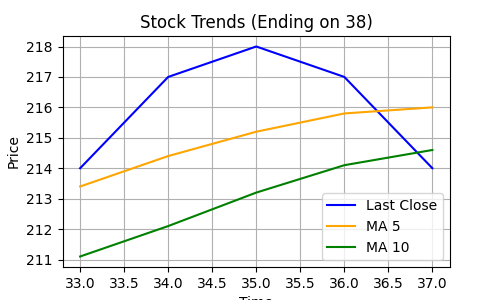 Stock Trends (Ending on 38)
Price
218
217
216
215
214
213
212
211
Last Close
MA 5
MA 10
33.0 33.5 34.0 34.5 35.0 35.5 36.0 36.5 37.0
Time